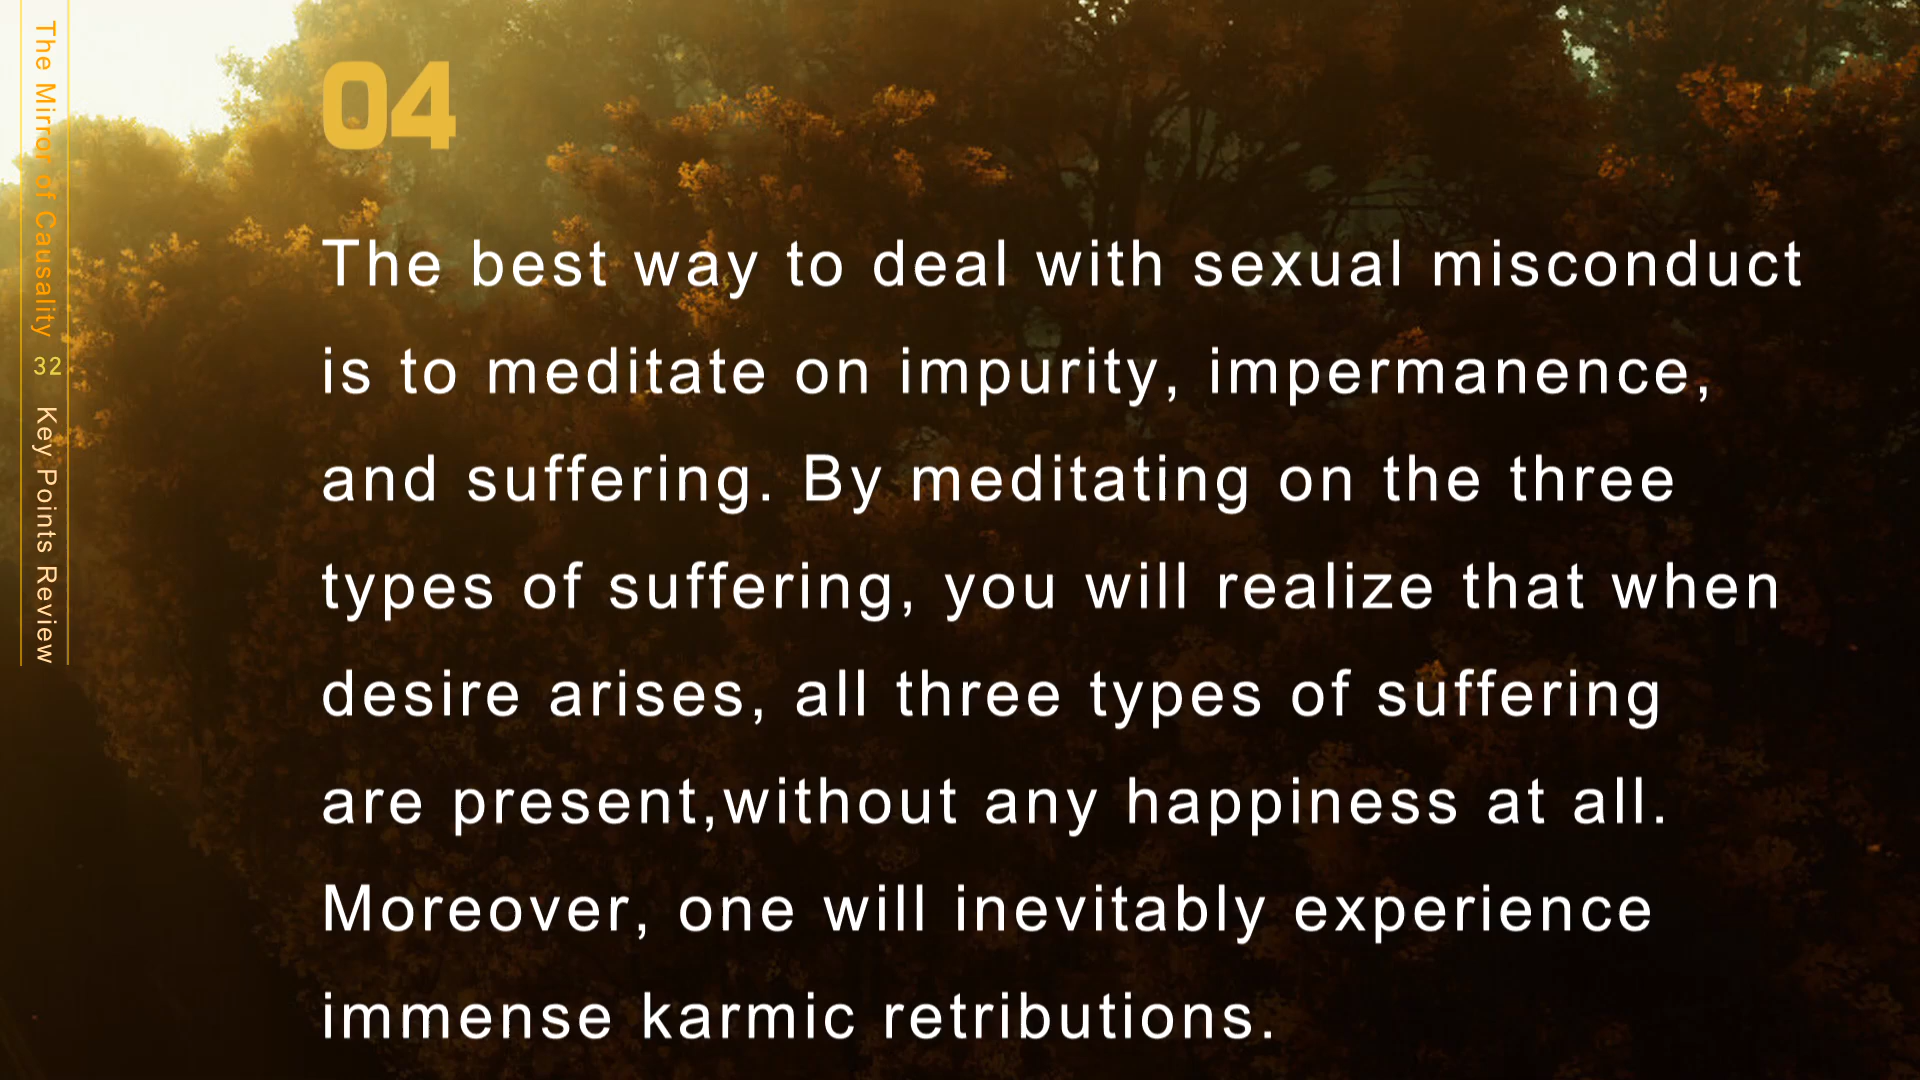 The Mirror of Causality 32 Key Points Review
04
The best way to deal with sexual misconduct
is to meditate on impurity, impermanence,
and suffering. By meditating on the three
types of suffering, you will realize that when
desire arises, all three types of suffering
are present,without any happiness at all.
Moreover, one will inevitably experience
immense karmic retributions.